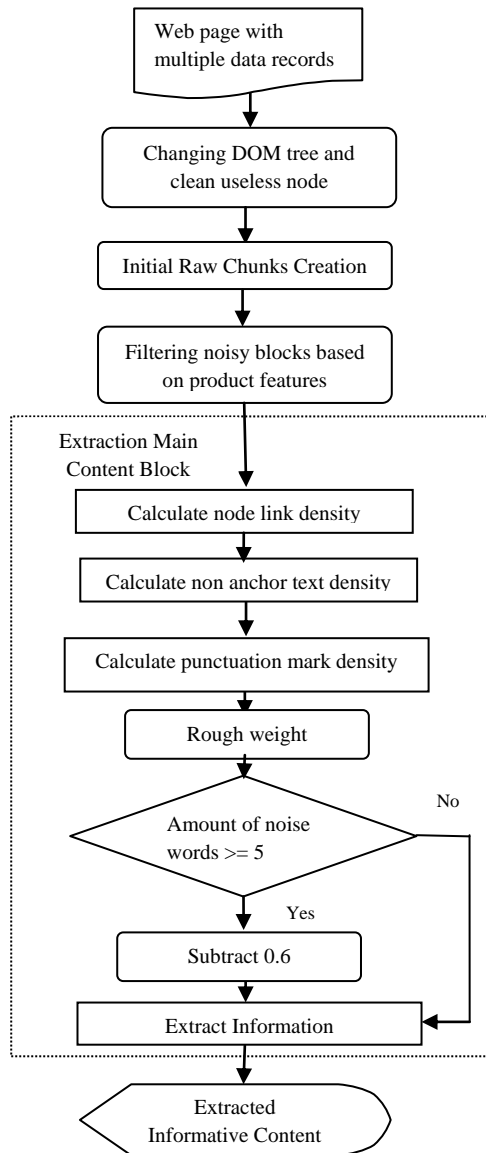 Web page with
multiple data records
Changing DOM tree and
clean useless node
Initial Raw Chunks Creation
Filtering noisy blocks based
on product features
Extraction Main
Content Block
Calculate node link density
Calculate non anchor text density
Calculate punctuation mark density
Rough weight
No
Amount of noise
words >= 5
Yes
Subtract 0.6
Extract Information
Extracted
Informative Content